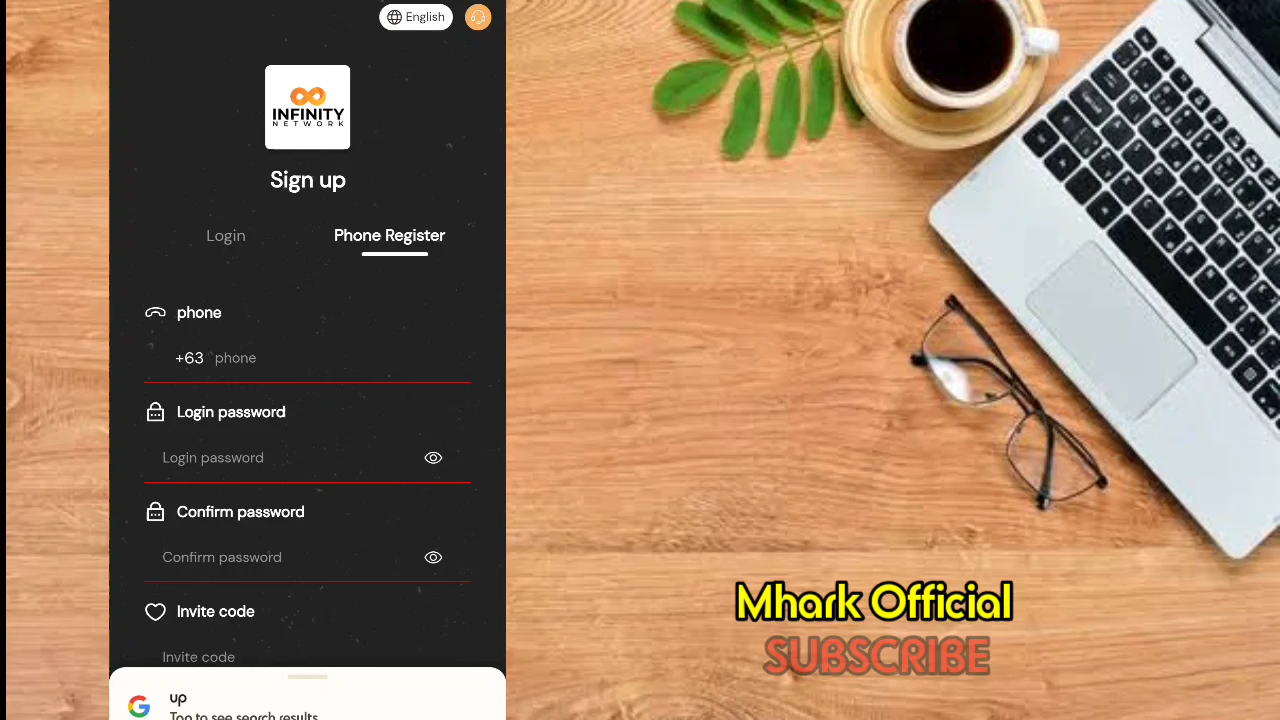 English
INFINITY
NETWORK
Sign up
Login
Phone Register
phone
+63 phone
Login password
Login password
Confirm password
Confirm password
Invite code
Invite code
up
Tap to see search results
Mhark Official
SUBSCRIBE